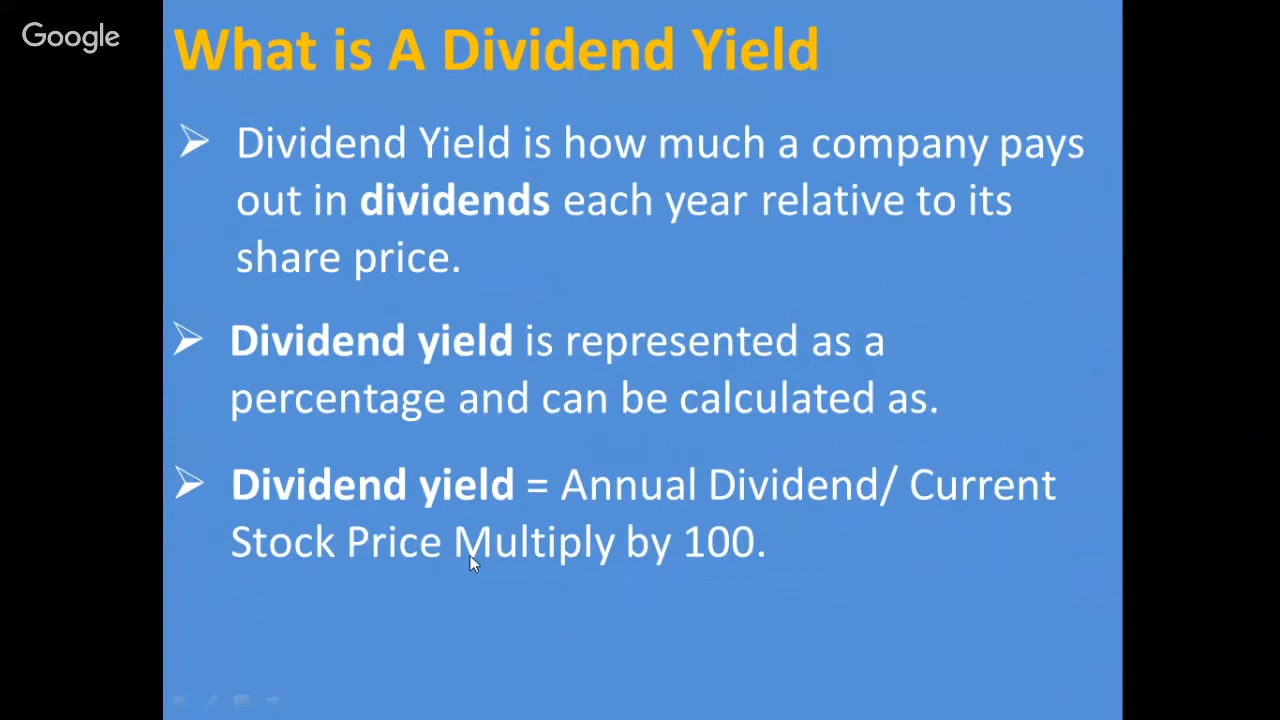 Google
What is A Dividend Yield
➢ Dividend Yield is how much a company pays
out in dividends each year relative to its
share price.
➢ Dividend yield is represented as a
percentage and can be calculated as.
➢ Dividend yield = Annual Dividend/ Current
Stock Price Multiply by 100.